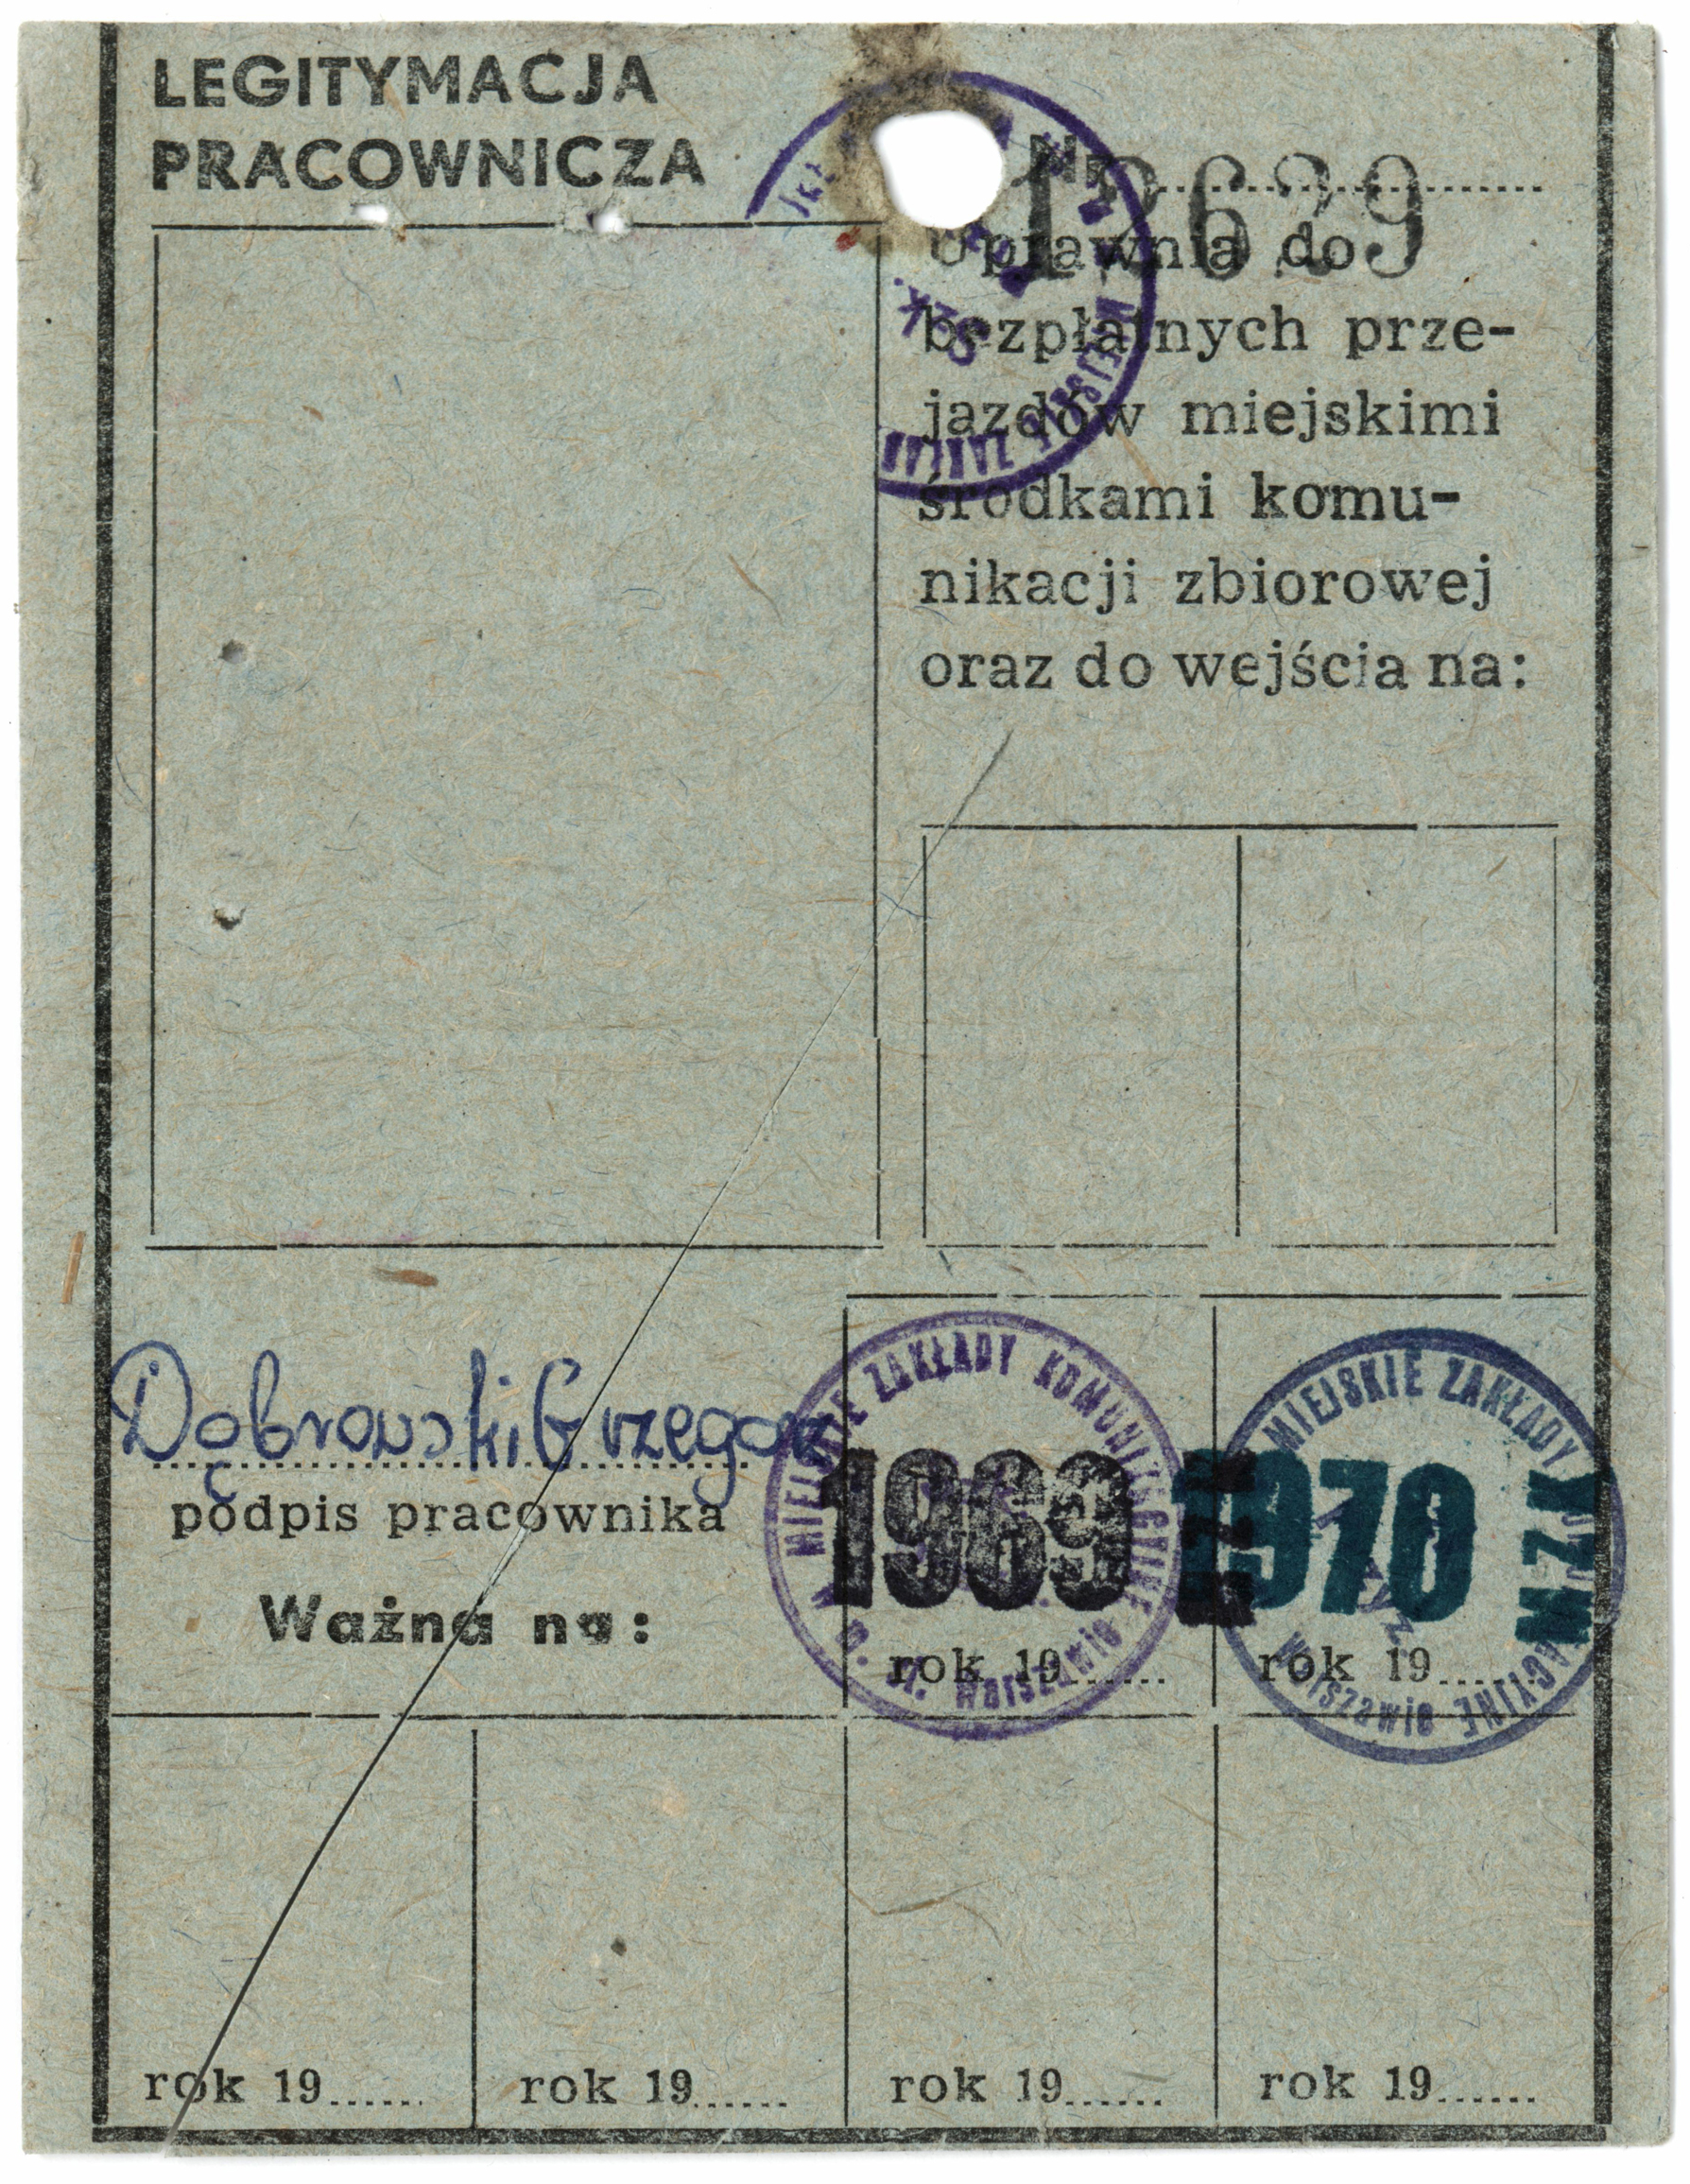 LEGITYMACJA
PRACOWNICZA
Nr
Uprawnia do
bezpłatnych prze-
jazdów miejskimi
środkami komu-
nikacji zbiorowej
oraz do wejścia na:
Dąbrowski Grzegorz
podpis pracownika
Ważna na:
MIEJSKIE ZAKŁADY KOMUNIKACYJNE
Warszawie
1969
MZK
rok 19......
MIEJSKIE ZAKŁADY
Warszawie
1970
MZK
rok 19......
rok 19......
rok 19......
rok 19......
rok 19......